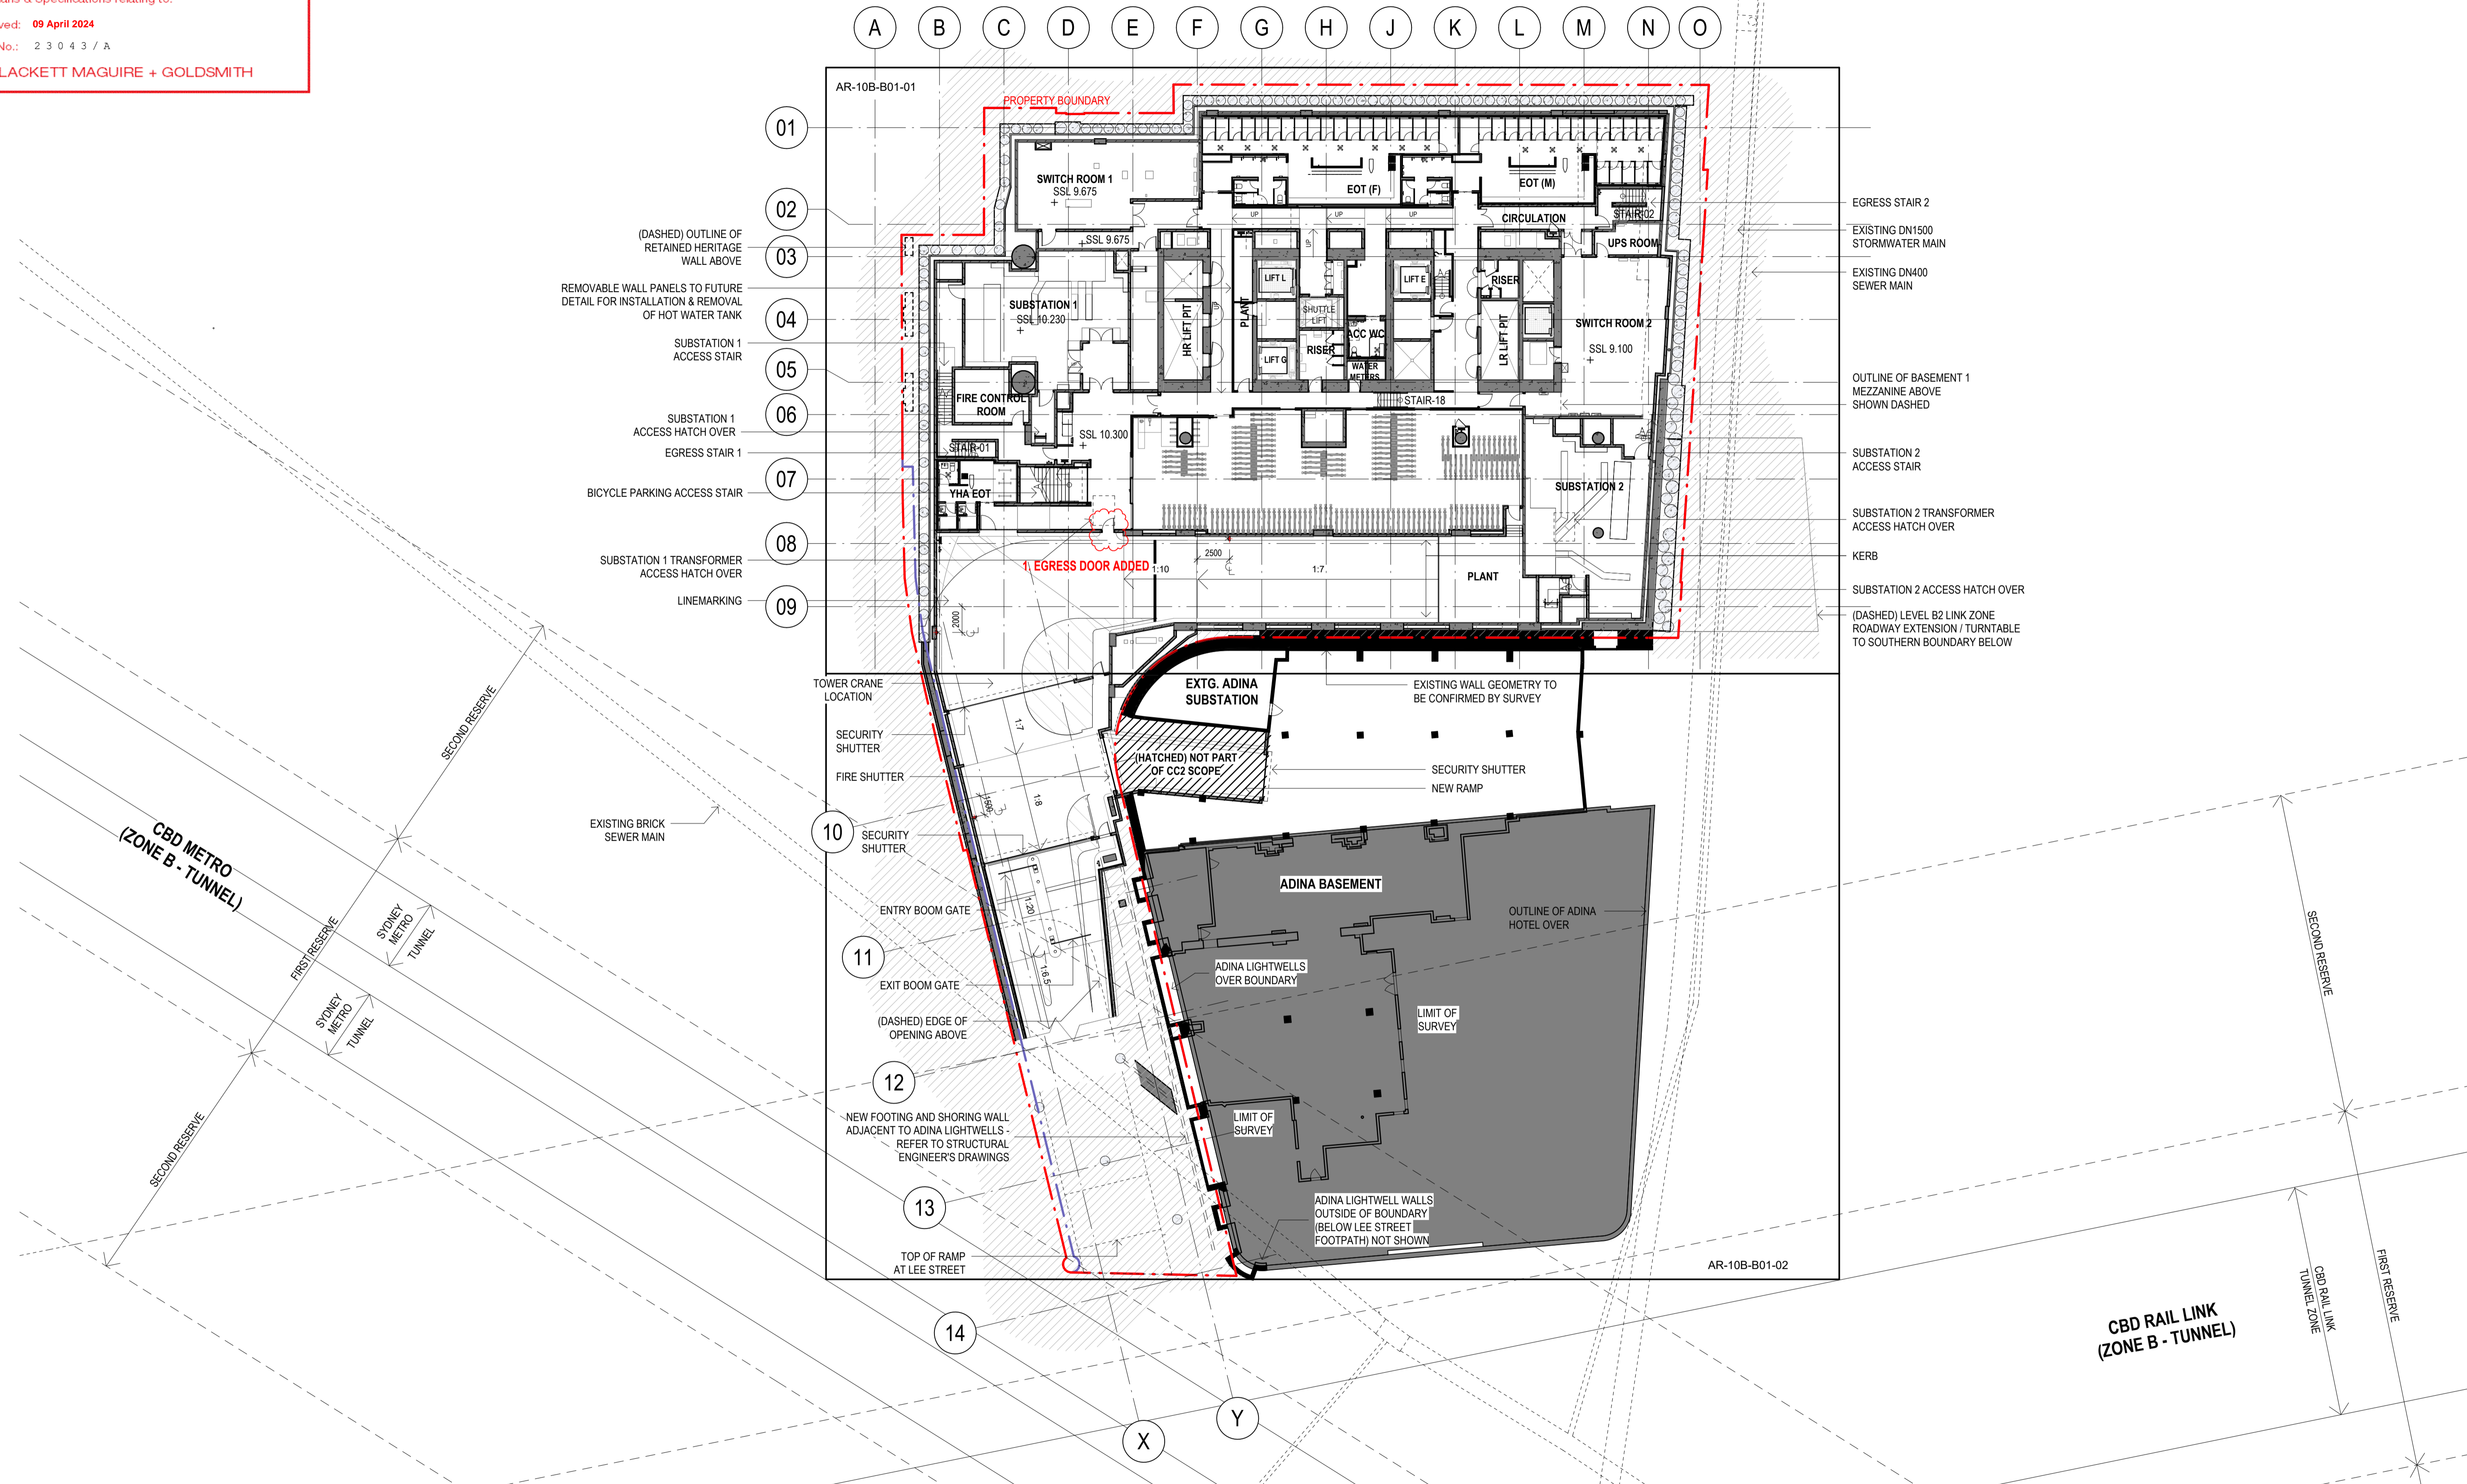 Plans & Specifications relating to:
09 April 2024
No.: 23043/A
BLACKETT MAGUIRE + GOLDSMITH
A
B
C
D
E
F
G
H
J
K
L
M
N
O
AR-10B-B01-01
PROPERTY BOUNDARY
01
02
03
04
05
06
07
08
09
10
11
12
13
14
X
Y
(DASHED) OUTLINE OF
RETAINED HERITAGE
WALL ABOVE
REMOVABLE WALL PANELS TO FUTURE
DETAIL FOR INSTALLATION & REMOVAL
OF HOT WATER TANK
SUBSTATION 1
ACCESS STAIR
SUBSTATION 1
ACCESS HATCH OVER
EGRESS STAIR 1
BICYCLE PARKING ACCESS STAIR
SUBSTATION 1 TRANSFORMER
ACCESS HATCH OVER
LINEMARKING
SWITCH ROOM 1
SSL 9.675
SSL 9.675
EOT (F)
EOT (M)
UP
UP
UP
UP
UP
CIRCULATION
STAIR-02
UPS ROOM
SUBSTATION 1
SSL 10.230
HR LIFT PIT
PLANT
LIFT L
LIFT G
SHUTTLE
LIFT
RISER
ACC WC
WATER
METERS
LIFT E
RISER
LR LIFT PIT
SWITCH ROOM 2
SSL 9.100
FIRE CONTROL
ROOM
STAIR-18
SSL 10.300
STAIR-01
YHA EOT
SUBSTATION 2
1. EGRESS DOOR ADDED
1:10
2500
1:7
PLANT
2000
EGRESS STAIR 2
EXISTING DN1500
STORMWATER MAIN
EXISTING DN400
SEWER MAIN
OUTLINE OF BASEMENT 1
MEZZANINE ABOVE
SHOWN DASHED
SUBSTATION 2
ACCESS STAIR
SUBSTATION 2 TRANSFORMER
ACCESS HATCH OVER
KERB
SUBSTATION 2 ACCESS HATCH OVER
(DASHED) LEVEL B2 LINK ZONE
ROADWAY EXTENSION / TURNTABLE
TO SOUTHERN BOUNDARY BELOW
TOWER CRANE
LOCATION
SECURITY
SHUTTER
FIRE SHUTTER
SECURITY
SHUTTER
ENTRY BOOM GATE
EXIT BOOM GATE
(DASHED) EDGE OF
OPENING ABOVE
1:7
1:8
1500
1:20
1:6.5
EXTG. ADINA
SUBSTATION
EXISTING WALL GEOMETRY TO
BE CONFIRMED BY SURVEY
(HATCHED) NOT PART
OF CC2 SCOPE
SECURITY SHUTTER
NEW RAMP
ADINA BASEMENT
OUTLINE OF ADINA
HOTEL OVER
ADINA LIGHTWELLS
OVER BOUNDARY
LIMIT OF
SURVEY
LIMIT OF
SURVEY
NEW FOOTING AND SHORING WALL
ADJACENT TO ADINA LIGHTWELLS -
REFER TO STRUCTURAL
ENGINEER'S DRAWINGS
ADINA LIGHTWELL WALLS
OUTSIDE OF BOUNDARY
(BELOW LEE STREET
FOOTPATH) NOT SHOWN
TOP OF RAMP
AT LEE STREET
AR-10B-B01-02
EXISTING BRICK
SEWER MAIN
CBD METRO
(ZONE B - TUNNEL)
SECOND RESERVE
FIRST RESERVE
SECOND RESERVE
SYDNEY
METRO
TUNNEL
SYDNEY
METRO
TUNNEL
SECOND RESERVE
FIRST RESERVE
CBD RAIL LINK
TUNNEL ZONE
CBD RAIL LINK
(ZONE B - TUNNEL)